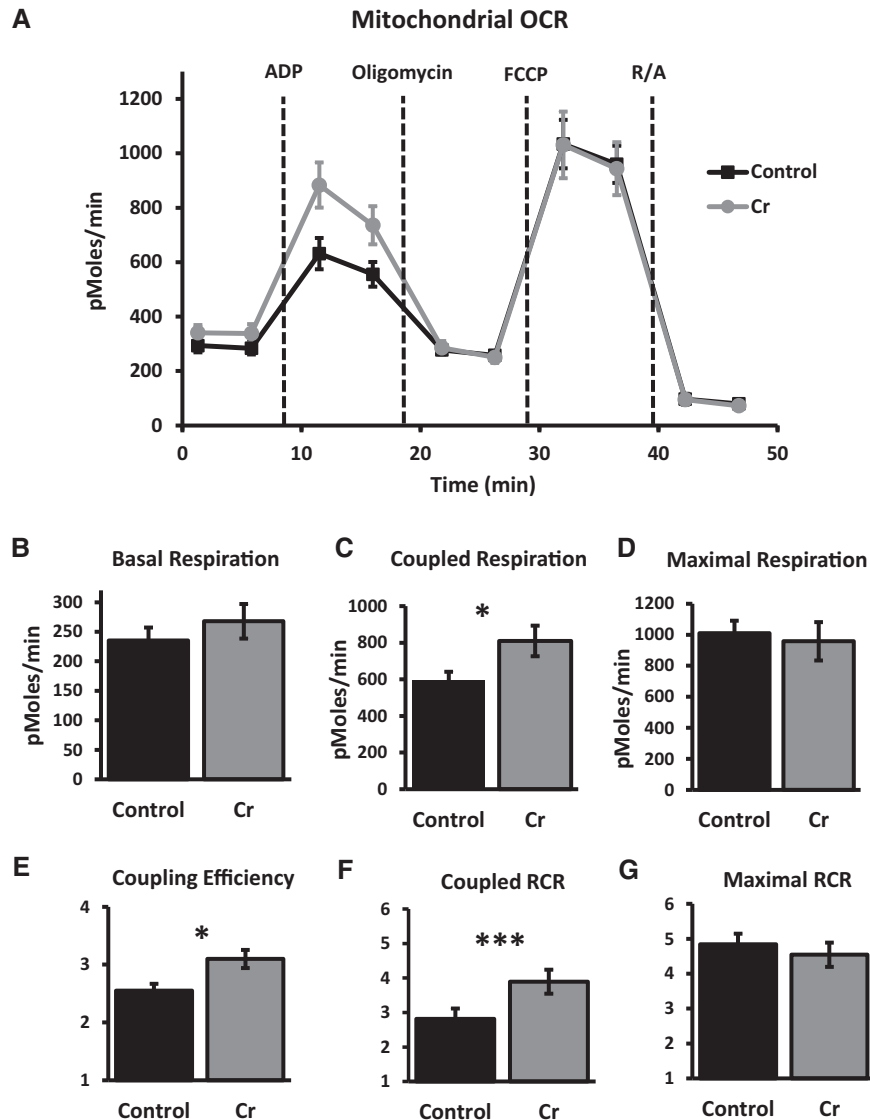 A
Mitochondrial OCR
ADP
Oligomycin
FCCP
R/A
1200
1000
800
600
400
200
0
pMoles/min
Control
Cr
0 10 20 30 40 50
Time (min)
B
Basal Respiration
300
250
200
150
100
50
0
pMoles/min
Control Cr
C
Coupled Respiration
*
1000
800
600
400
200
0
pMoles/min
Control Cr
D
Maximal Respiration
1200
1000
800
600
400
200
0
pMoles/min
Control Cr
E
Coupling Efficiency
*
4
3
2
1
Control Cr
F
Coupled RCR
***
6
5
4
3
2
1
Control Cr
G
Maximal RCR
6
5
4
3
2
1
Control Cr